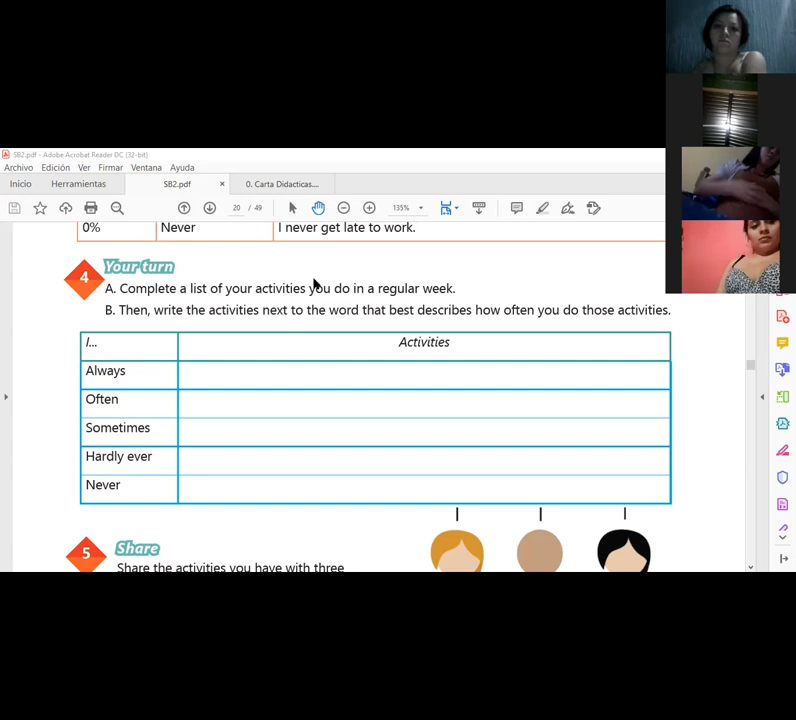 SB2.pdf - Adobe Acrobat Reader DC (32-bit)
Archivo Edición Ver Firmar Ventana Ayuda
Inicio Herramientas SB2.pdf × 0. Carta Didacticas....
20 / 49 135%
0% Never I never get late to work.
4 Your turn
A. Complete a list of your activities you do in a regular week.
B. Then, write the activities next to the word that best describes how often you do those activities.
I... Activities
Always
Often
Sometimes
Hardly ever
Never
5 Share
Share the activities you have with three